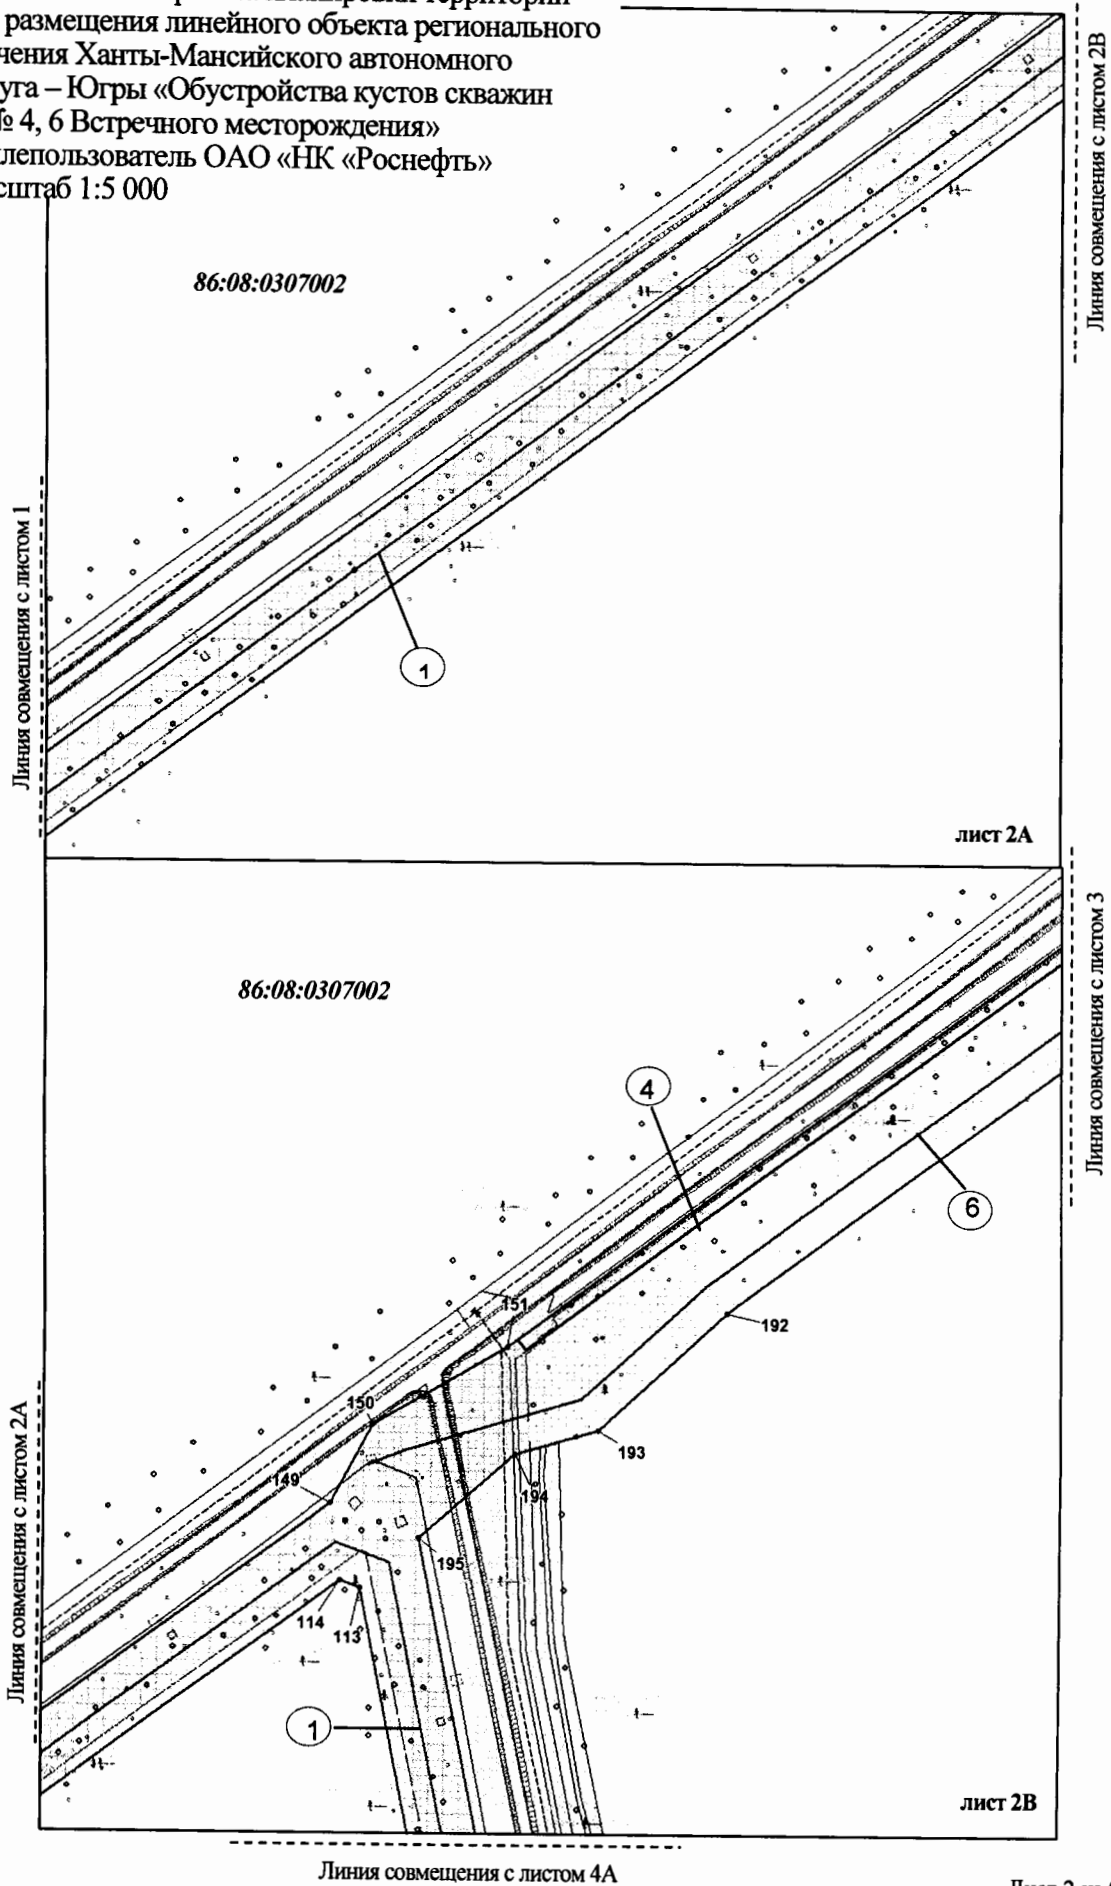 размещения линейного объекта регионального
чения Ханты-Мансийского автономного
уга – Югры «Обустройства кустов скважин
№ 4, 6 Встречного месторождения»
лепользователь ОАО «НК «Роснефть»
сштаб 1:5 000
86:08:0307002
Линия совмещения с листом 2В
Линия совмещения с листом 1
1
лист 2А
86:08:0307002
Линия совмещения с листом 3
4
6
151
192
150
193
149
194
195
Линия совмещения с листом 2А
114
113
1
лист 2В
Линия совмещения с листом 4А